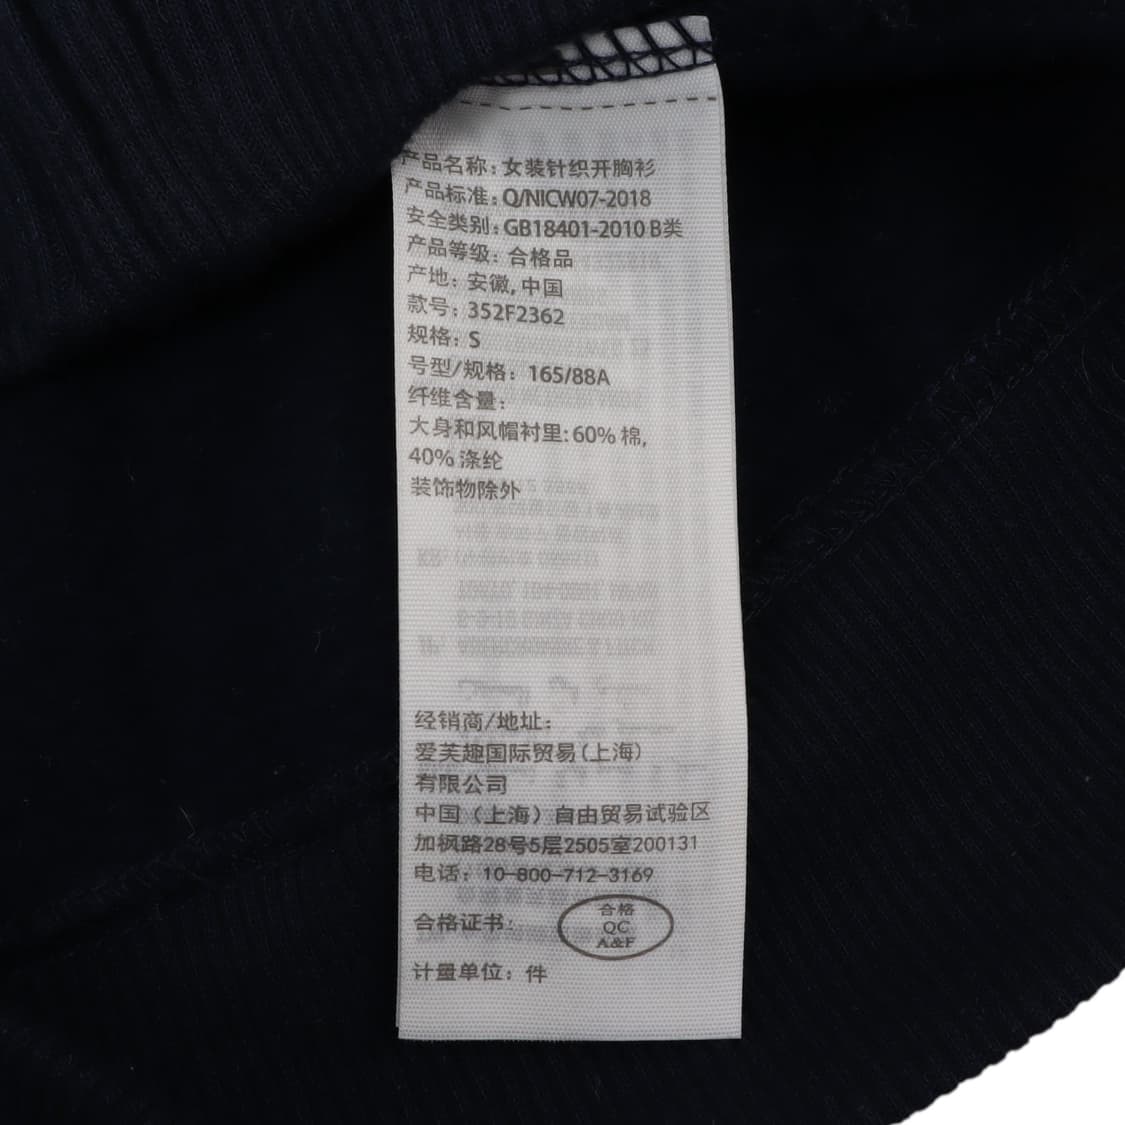 产品名称: 女装针织开胸衫
产品标准: Q/NICW07-2018
安全类别: GB18401-2010 B类
产品等级: 合格品
产地: 安徽, 中国
款号: 352F2362
规格: S
号型/规格: 165/88A
纤维含量:
大身和风帽衬里: 60% 棉,
40% 涤纶
装饰物除外
经销商/地址:
爱芙趣国际贸易(上海)
有限公司
中国（上海）自由贸易试验区
加枫路28号5层2505室200131
电话: 10-800-712-3169
合格证书:
合格
QC
A&F
计量单位: 件